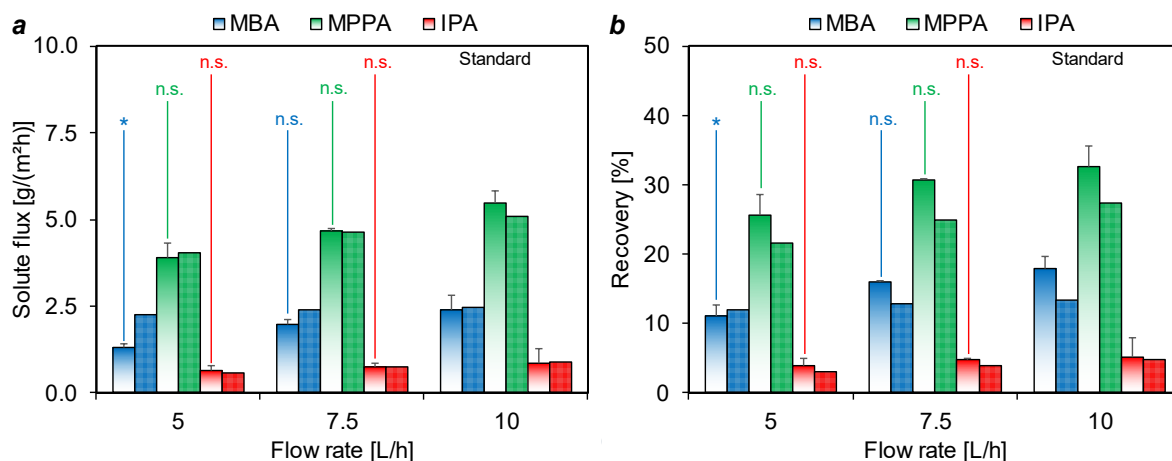 a
MBA MPPA IPA
Standard
10.0
7.5
5.0
2.5
0.0
Solute flux [g/(m²h)]
* n.s. n.s. n.s. n.s. n.s.
5 7.5 10
Flow rate [L/h]
b
MBA MPPA IPA
Standard
50
40
30
20
10
0
Recovery [%]
* n.s. n.s. n.s. n.s. n.s.
5 7.5 10
Flow rate [L/h]